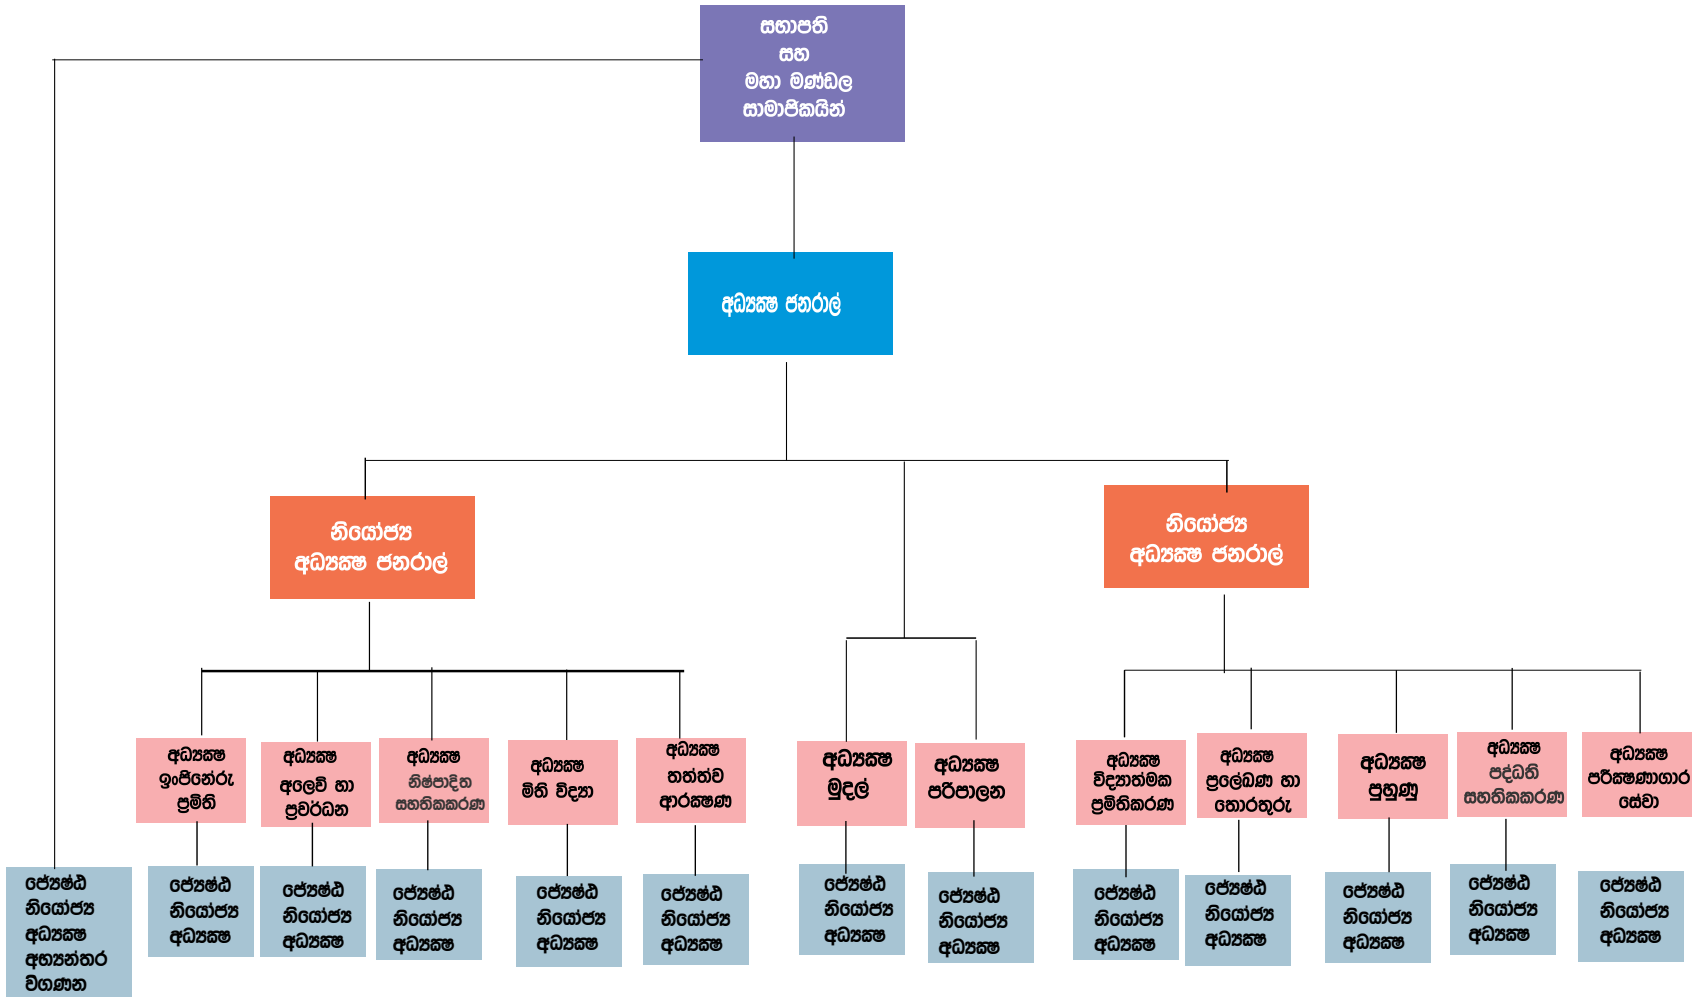 සභාපති
සහ
මහා මණ්ඩල
සාමාජිකයින්
අධ්‍යක්ෂ ජනරාල්
නියෝජ්‍ය
අධ්‍යක්ෂ ජනරාල්
නියෝජ්‍ය
අධ්‍යක්ෂ ජනරාල්
අධ්‍යක්ෂ
ඉංජිනේරු
ප්‍රමිති
අධ්‍යක්ෂ
අලෙවි හා
ප්‍රවර්ධන
අධ්‍යක්ෂ
නිෂ්පාදිත
සහතිකකරණ
අධ්‍යක්ෂ
මිති විද්‍යා
අධ්‍යක්ෂ
තත්ත්ව
ආරක්ෂණ
අධ්‍යක්ෂ
මුදල්
අධ්‍යක්ෂ
පරිපාලන
අධ්‍යක්ෂ
විද්‍යාත්මක
ප්‍රමිතිකරණ
අධ්‍යක්ෂ
ප්‍රලේඛණ හා
තොරතුරු
අධ්‍යක්ෂ
පුහුණු
අධ්‍යක්ෂ
පද්ධති
සහතිකකරණ
අධ්‍යක්ෂ
පරීක්ෂණාගාර
සේවා
ජ්‍යෙෂ්ඨ
නියෝජ්‍ය
අධ්‍යක්ෂ
අභ්‍යන්තර
විගණන
ජ්‍යෙෂ්ඨ
නියෝජ්‍ය
අධ්‍යක්ෂ
ජ්‍යෙෂ්ඨ
නියෝජ්‍ය
අධ්‍යක්ෂ
ජ්‍යෙෂ්ඨ
නියෝජ්‍ය
අධ්‍යක්ෂ
ජ්‍යෙෂ්ඨ
නියෝජ්‍ය
අධ්‍යක්ෂ
ජ්‍යෙෂ්ඨ
නියෝජ්‍ය
අධ්‍යක්ෂ
ජ්‍යෙෂ්ඨ
නියෝජ්‍ය
අධ්‍යක්ෂ
ජ්‍යෙෂ්ඨ
නියෝජ්‍ය
අධ්‍යක්ෂ
ජ්‍යෙෂ්ඨ
නියෝජ්‍ය
අධ්‍යක්ෂ
ජ්‍යෙෂ්ඨ
නියෝජ්‍ය
අධ්‍යක්ෂ
ජ්‍යෙෂ්ඨ
නියෝජ්‍ය
අධ්‍යක්ෂ
ජ්‍යෙෂ්ඨ
නියෝජ්‍ය
අධ්‍යක්ෂ
ජ්‍යෙෂ්ඨ
නියෝජ්‍ය
අධ්‍යක්ෂ